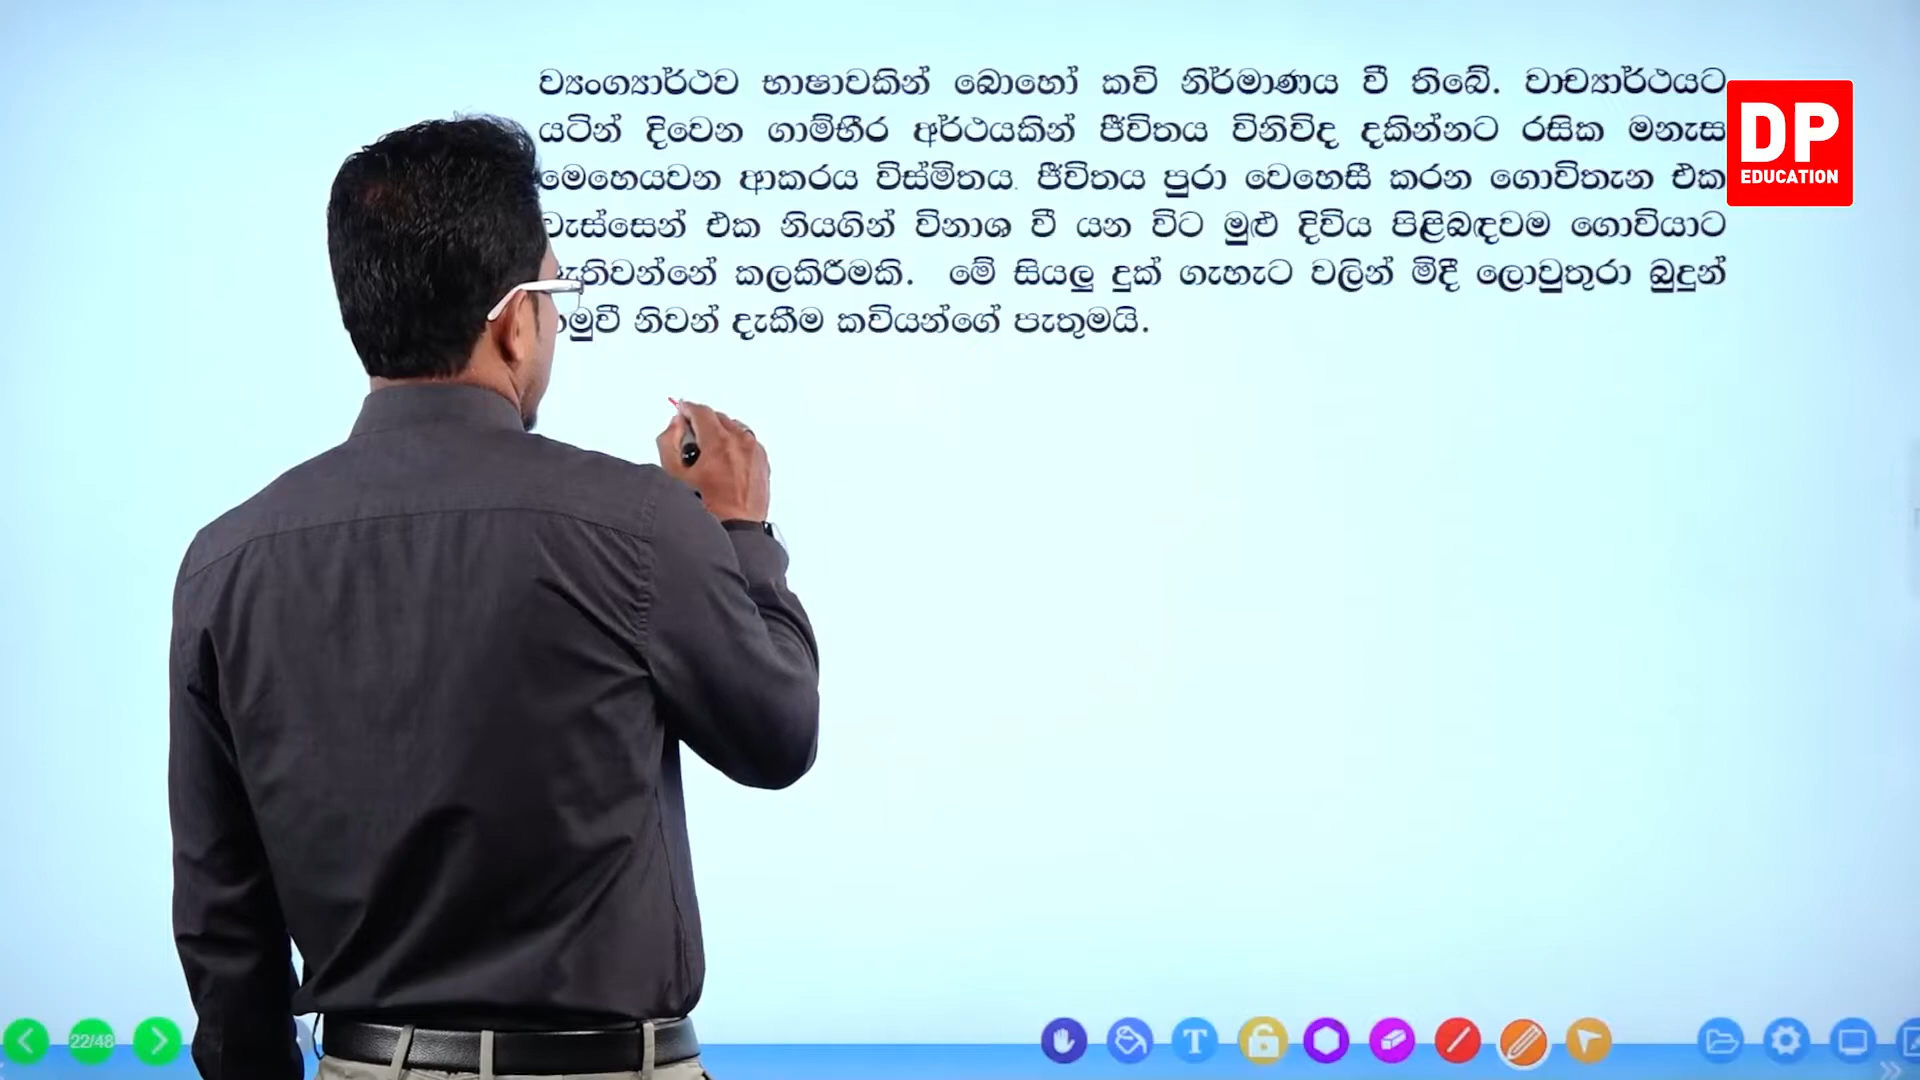 ව්‍යංග්‍යාර්ථව භාෂාවකින් බොහෝ කවි නිර්මාණය වී තිබේ. වාච්‍යාර්ථයට
යටින් දිවෙන ගාම්භීර අර්ථයකින් ජීවිතය විනිවිද දකින්නට රසික මනැස
මෙහෙයවන ආකරය විස්මිතය. ජීවිතය පුරා වෙහෙසී කරන ගොවිතැන එක
එක නියගින් විනාශ වී යන විට මුළු දිවිය පිළිබඳවම ගොවියාට
කලකිරීමකි. මේ සියලු දුක් ගැහැට වලින් මිදී ලොවුතුරා බුදුන්
නිවන් දැකීම කවියන්ගේ පැතුමයි.
DP
EDUCATION
22/48
T